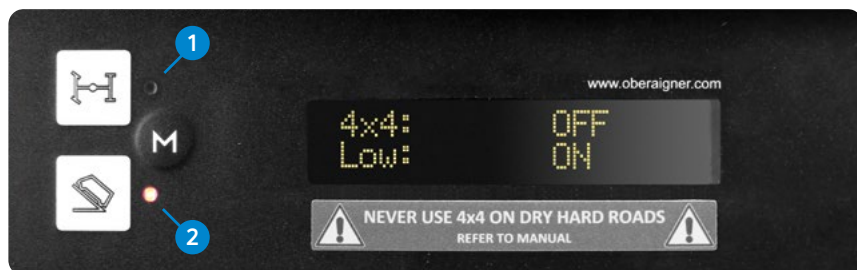 1
www.oberaigner.com
4x4: OFF
M
Low: ON
2
NEVER USE 4x4 ON DRY HARD ROADS
REFER TO MANUAL